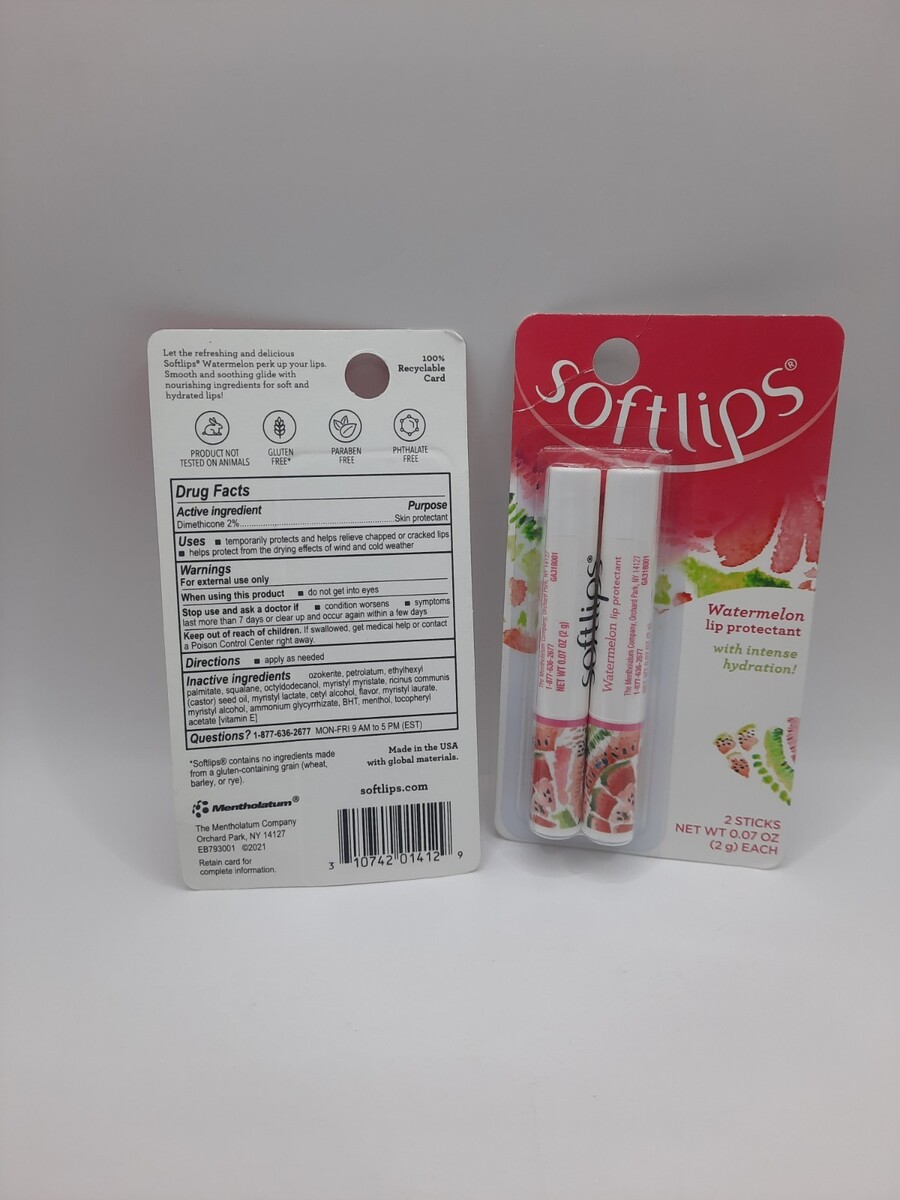 Let the refreshing and delicious
Softlips® Watermelon perk up your lips.
Smooth and soothing glide with
nourishing ingredients for soft and
hydrated lips!
100%
Recyclable
Card
PRODUCT NOT
TESTED ON ANIMALS
GLUTEN
FREE*
PARABEN
FREE
PHTHALATE
FREE
Drug Facts
Active ingredient Purpose
Dimethicone 2%..........................................Skin protectant
Uses ■ temporarily protects and helps relieve chapped or cracked lips
■ helps protect from the drying effects of wind and cold weather
Warnings
For external use only
When using this product ■ do not get into eyes
Stop use and ask a doctor if ■ condition worsens ■ symptoms
last more than 7 days or clear up and occur again within a few days
Keep out of reach of children. If swallowed, get medical help or contact
a Poison Control Center right away.
Directions ■ apply as needed
Inactive ingredients ozokerite, petrolatum, ethylhexyl
palmitate, squalane, octyldodecanol, myristyl myristate, ricinus communis
(castor) seed oil, myristyl lactate, cetyl alcohol, flavor, myristyl laurate,
myristyl alcohol, ammonium glycyrrhizate, BHT, menthol, tocopheryl
acetate [vitamin E]
Questions? 1-877-636-2677 MON-FRI 9 AM to 5 PM (EST)
*Softlips® contains no ingredients made
from a gluten-containing grain (wheat,
barley, or rye).
Made in the USA
with global materials.
softlips.com
Mentholatum®
The Mentholatum Company
Orchard Park, NY 14127
EB793001 ©2021
Retain card for
complete information.
3 10742 01412 9
softlips®
The Mentholatum Company, Orchard Park, NY 14127
1-877-636-2677 GA318001
NET WT 0.07 OZ (2 g)
softlips®
Watermelon lip protectant
The Mentholatum Company, Orchard Park, NY 14127
1-877-636-2677 GA318001
Watermelon
lip protectant
with intense
hydration!
2 STICKS
NET WT 0.07 OZ
(2 g) EACH